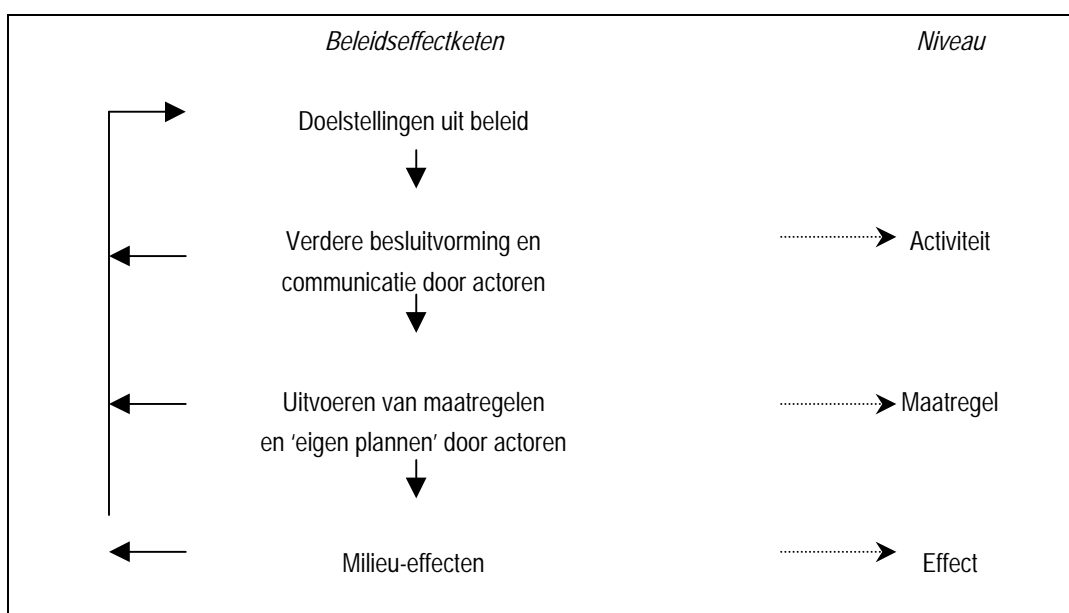 Beleidseffectketen Niveau
Doelstellingen uit beleid
Verdere besluitvorming en Activiteit
communicatie door actoren
Uitvoeren van maatregelen Maatregel
en ‘eigen plannen’ door actoren
Milieu-effecten Effect